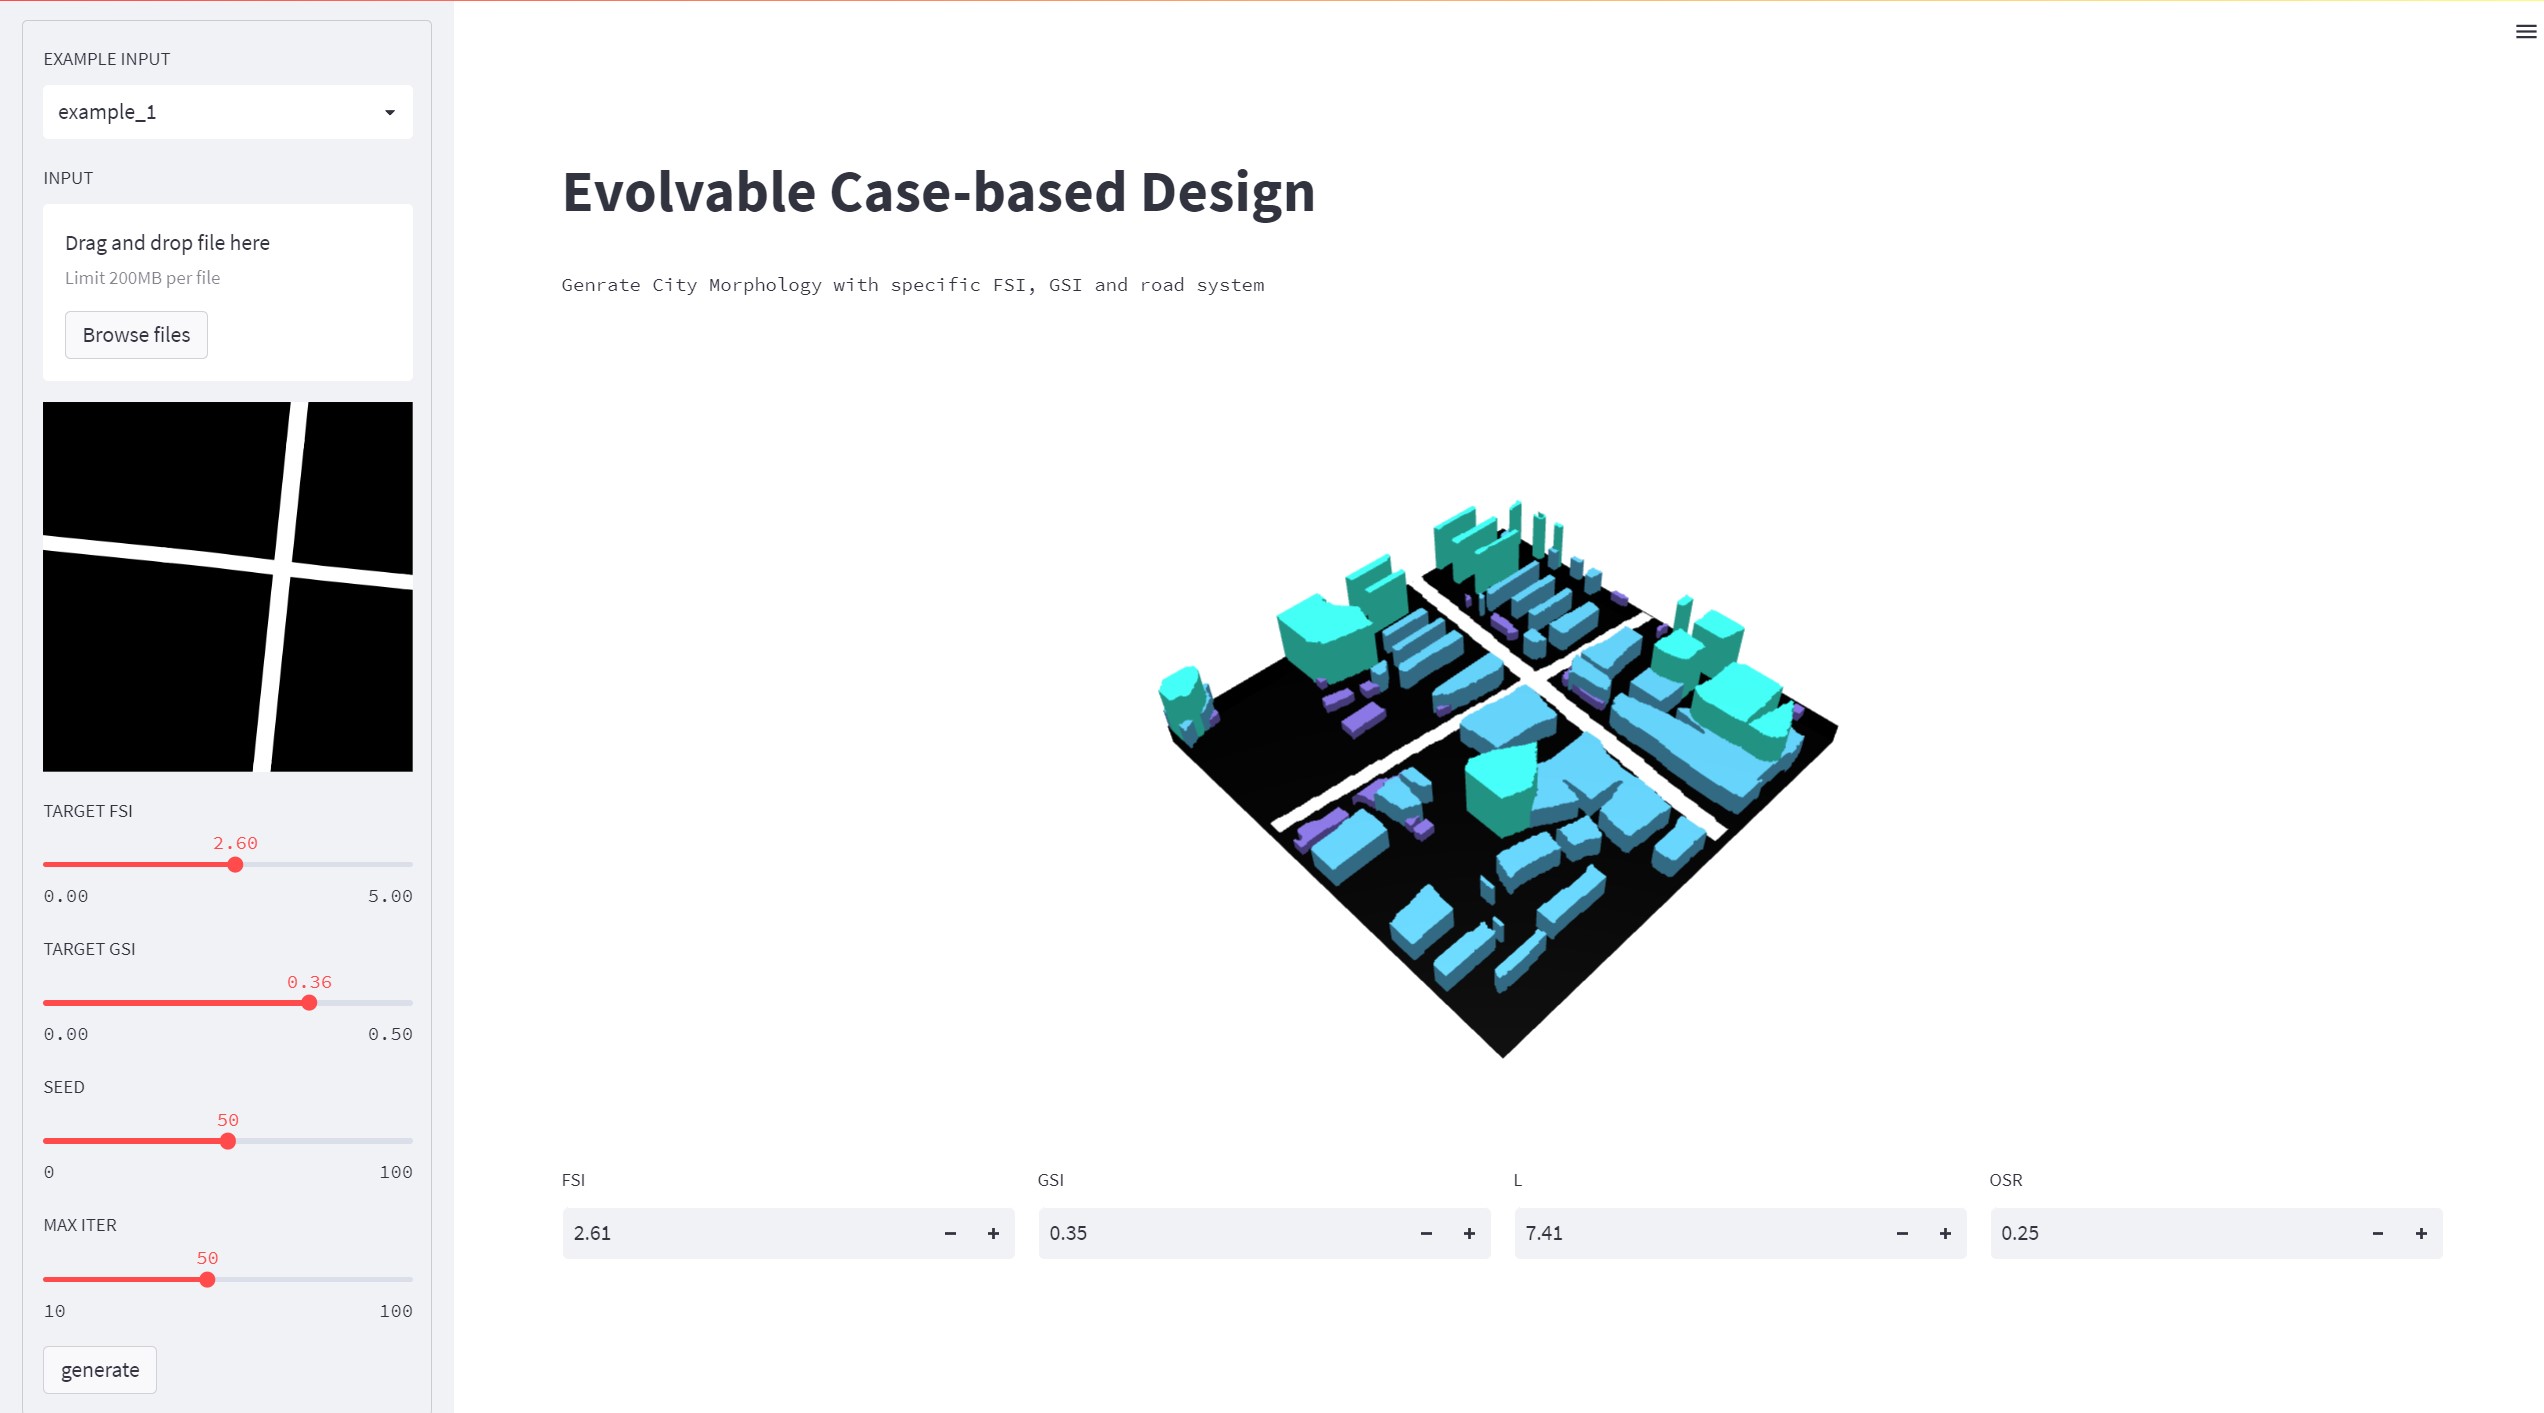 EXAMPLE INPUT
example_1
INPUT
Drag and drop file here
Limit 200MB per file
Browse files
TARGET FSI
2.60
0.00 5.00
TARGET GSI
0.36
0.00 0.50
SEED
50
0 100
MAX ITER
50
10 100
generate
Evolvable Case-based Design
Genrate City Morphology with specific FSI, GSI and road system
FSI GSI L OSR
2.61 − + 0.35 − + 7.41 − + 0.25 − +